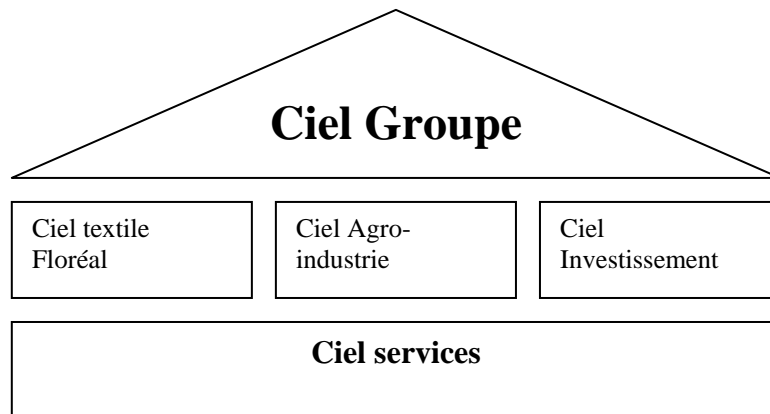 Ciel Groupe
Ciel textile
Floréal
Ciel Agro-
industrie
Ciel
Investissement
Ciel services